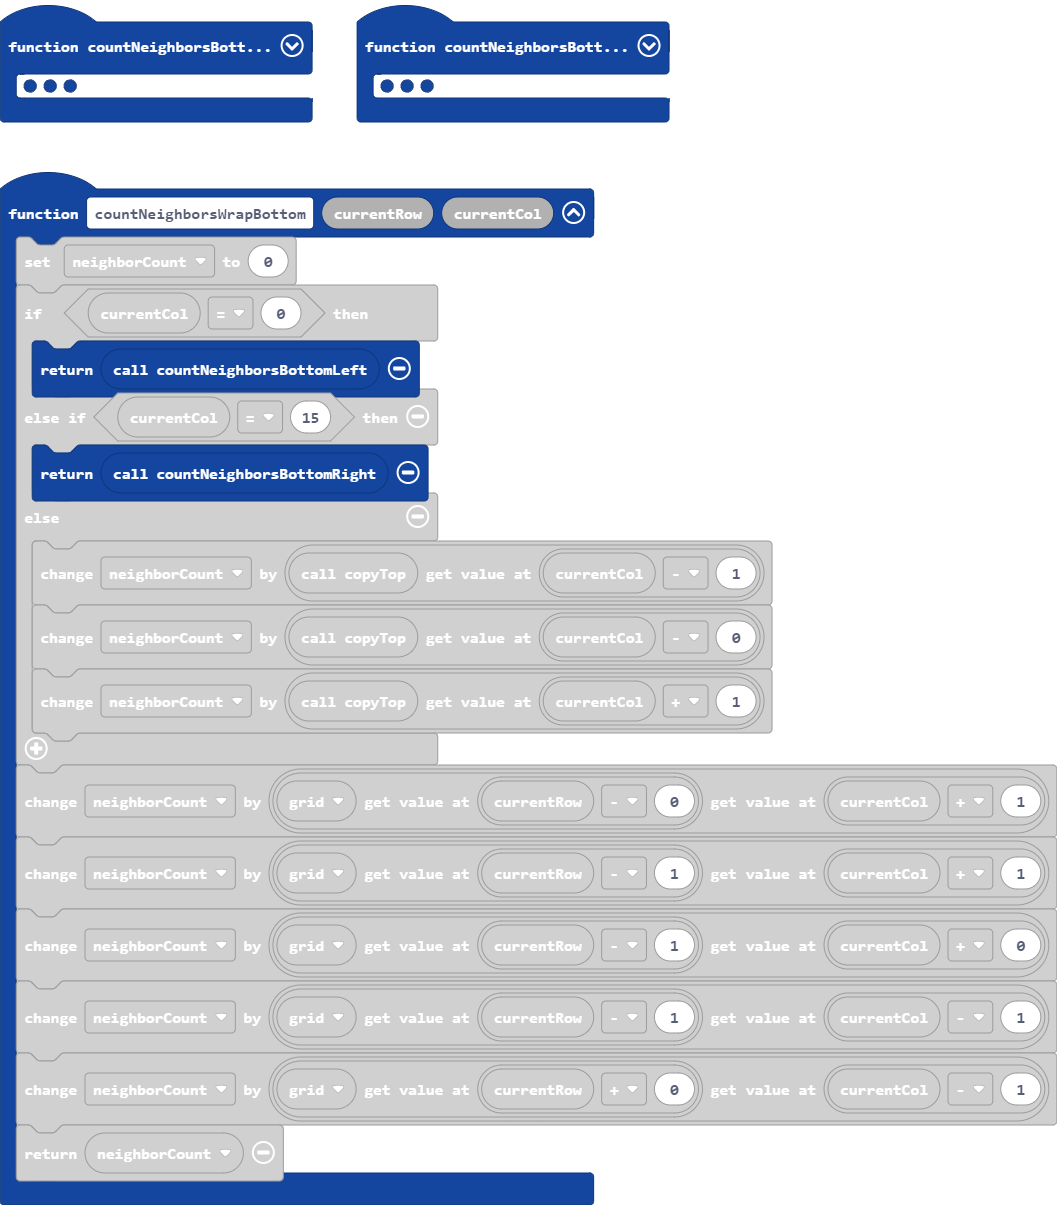 function countNeighborsBott...
function countNeighborsBott...
function countNeighborsWrapBottom currentRow currentCol
set neighborCount to 0
if currentCol = 0 then
return call countNeighborsBottomLeft
else if currentCol = 15 then
return call countNeighborsBottomRight
else
change neighborCount by call copyTop get value at currentCol - 1
change neighborCount by call copyTop get value at currentCol - 0
change neighborCount by call copyTop get value at currentCol + 1
change neighborCount by grid get value at currentRow - 0 get value at currentCol + 1
change neighborCount by grid get value at currentRow - 1 get value at currentCol + 1
change neighborCount by grid get value at currentRow - 1 get value at currentCol + 0
change neighborCount by grid get value at currentRow - 1 get value at currentCol - 1
change neighborCount by grid get value at currentRow + 0 get value at currentCol - 1
return neighborCount